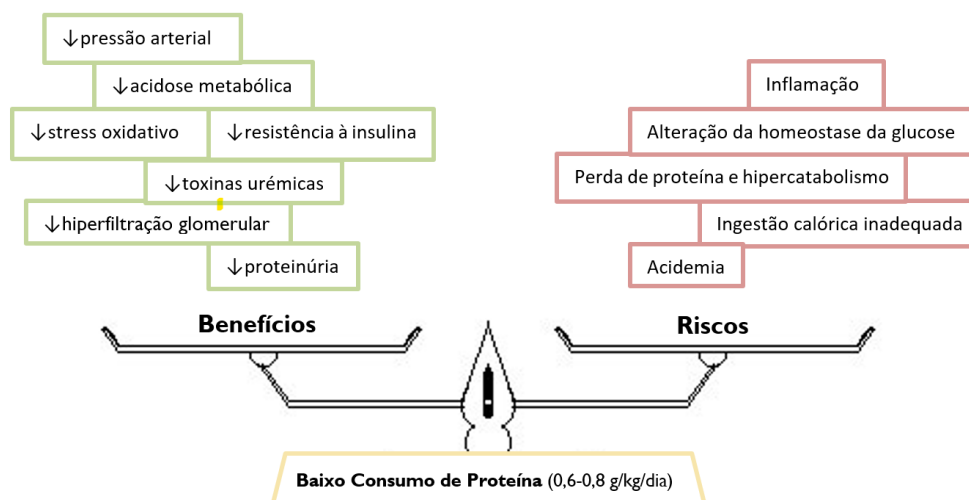 ↓pressão arterial
↓acidose metabólica
↓stress oxidativo
↓resistência à insulina
↓toxinas urémicas
↓hiperfiltração glomerular
↓proteinúria
Inflamação
Alteração da homeostase da glucose
Perda de proteína e hipercatabolismo
Ingestão calórica inadequada
Acidemia
Benefícios
Riscos
Baixo Consumo de Proteína (0,6-0,8 g/kg/dia)